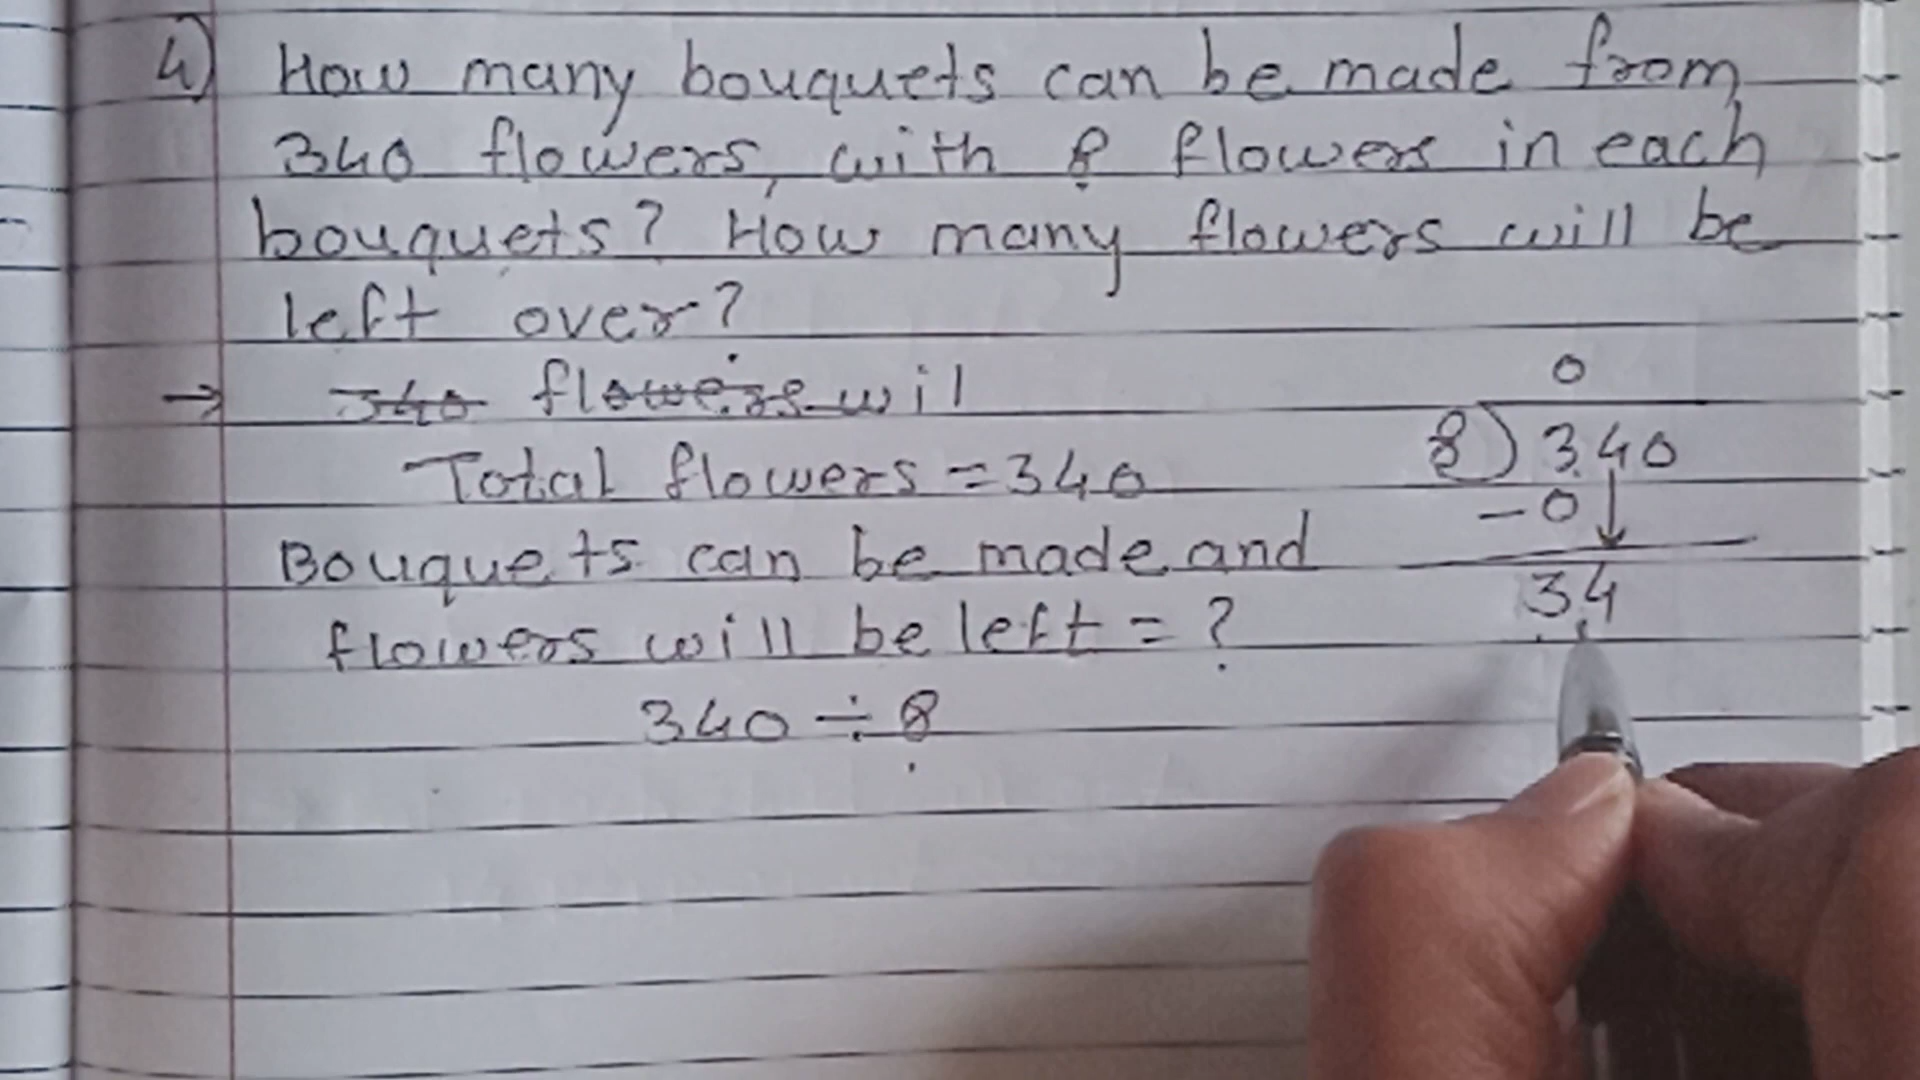 4) How many bouquets can be made from
340 flowers, with 8 flowers in each
bouquets? How many flowers will be
left over?
→ 340 flowers wil
Total flowers = 340
Bouquets can be made and
flowers will be left = ?
340 ÷ 8
0
8) 340
- 0↓
34